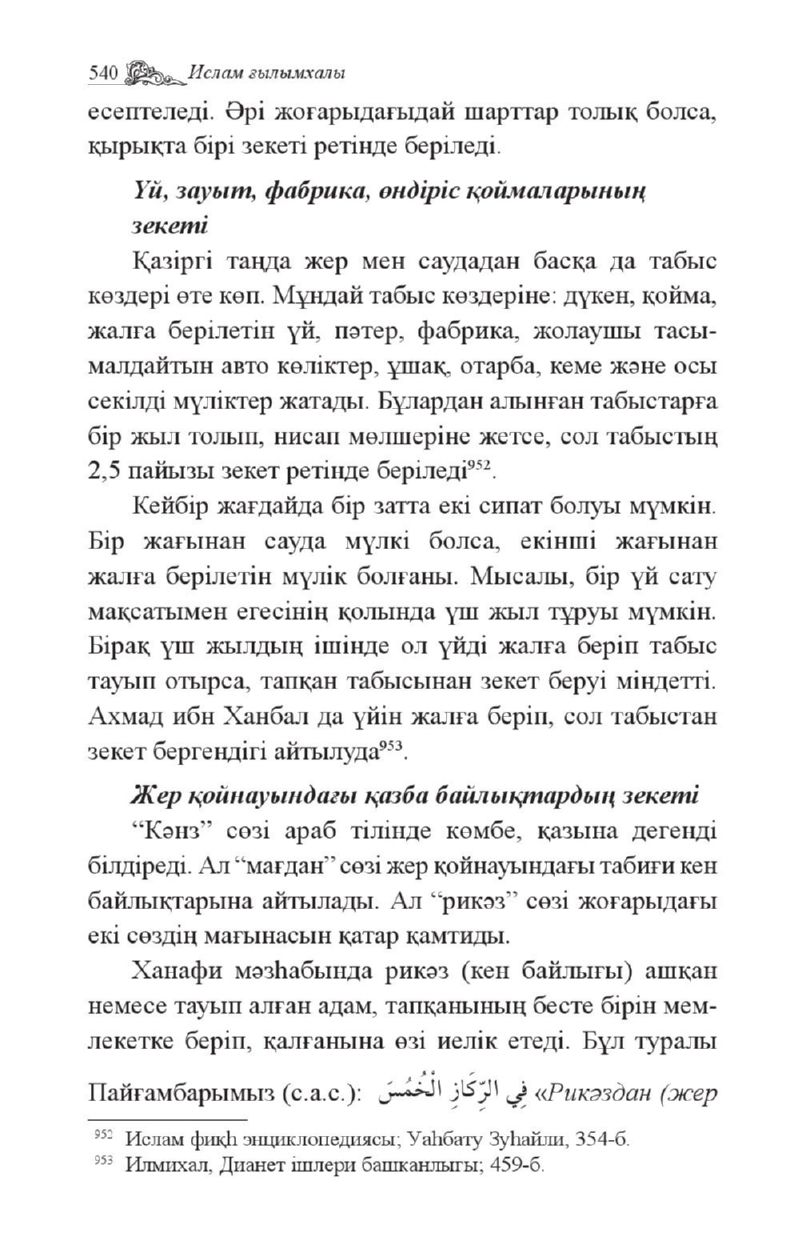 540 Ислам ғылымхалы
есептеледі. Әрі жоғарыдағыдай шарттар толық болса,
қырықта бірі зекеті ретінде беріледі.
Үй, зауыт, фабрика, өндіріс қоймаларының
зекеті
Қазіргі таңда жер мен саудадан басқа да табыс
көздері өте көп. Мұндай табыс көздеріне: дүкен, қойма,
жалға берілетін үй, пәтер, фабрика, жолаушы тасы-
малдайтын авто көліктер, ұшақ, отарба, кеме және осы
секілді мүліктер жатады. Бұлардан алынған табыстарға
бір жыл толып, нисап мөлшеріне жетсе, сол табыстың
2,5 пайызы зекет ретінде беріледі⁹⁵².
Кейбір жағдайда бір затта екі сипат болуы мүмкін.
Бір жағынан сауда мүлкі болса, екінші жағынан
жалға берілетін мүлік болғаны. Мысалы, бір үй сату
мақсатымен егесінің қолында үш жыл тұруы мүмкін.
Бірақ үш жылдың ішінде ол үйді жалға беріп табыс
тауып отырса, тапқан табысынан зекет беруі міндетті.
Ахмад ибн Ханбал да үйін жалға беріп, сол табыстан
зекет бергендігі айтылуда⁹⁵³.
Жер қойнауындағы қазба байлықтардың зекеті
“Кәнз” сөзі араб тілінде көмбе, қазына дегенді
білдіреді. Ал “мағдан” сөзі жер қойнауындағы табиғи кен
байлықтарына айтылады. Ал “рикәз” сөзі жоғарыдағы
екі сөздің мағынасын қатар қамтиды.
Ханафи мәзһабында рикәз (кен байлығы) ашқан
немесе тауып алған адам, тапқанының бесте бірін мем-
лекетке беріп, қалғанына өзі иелік етеді. Бұл туралы
Пайғамбарымыз (с.а.с.): فِي الرِّكَازِ الْخُمُسَ «Рикәздан (жер
⁹⁵² Ислам фиқһ энциклопедиясы; Уаһбату Зуһайли, 354-б.
⁹⁵³ Илмихал, Дианет ішлери башканлыгы; 459-б.